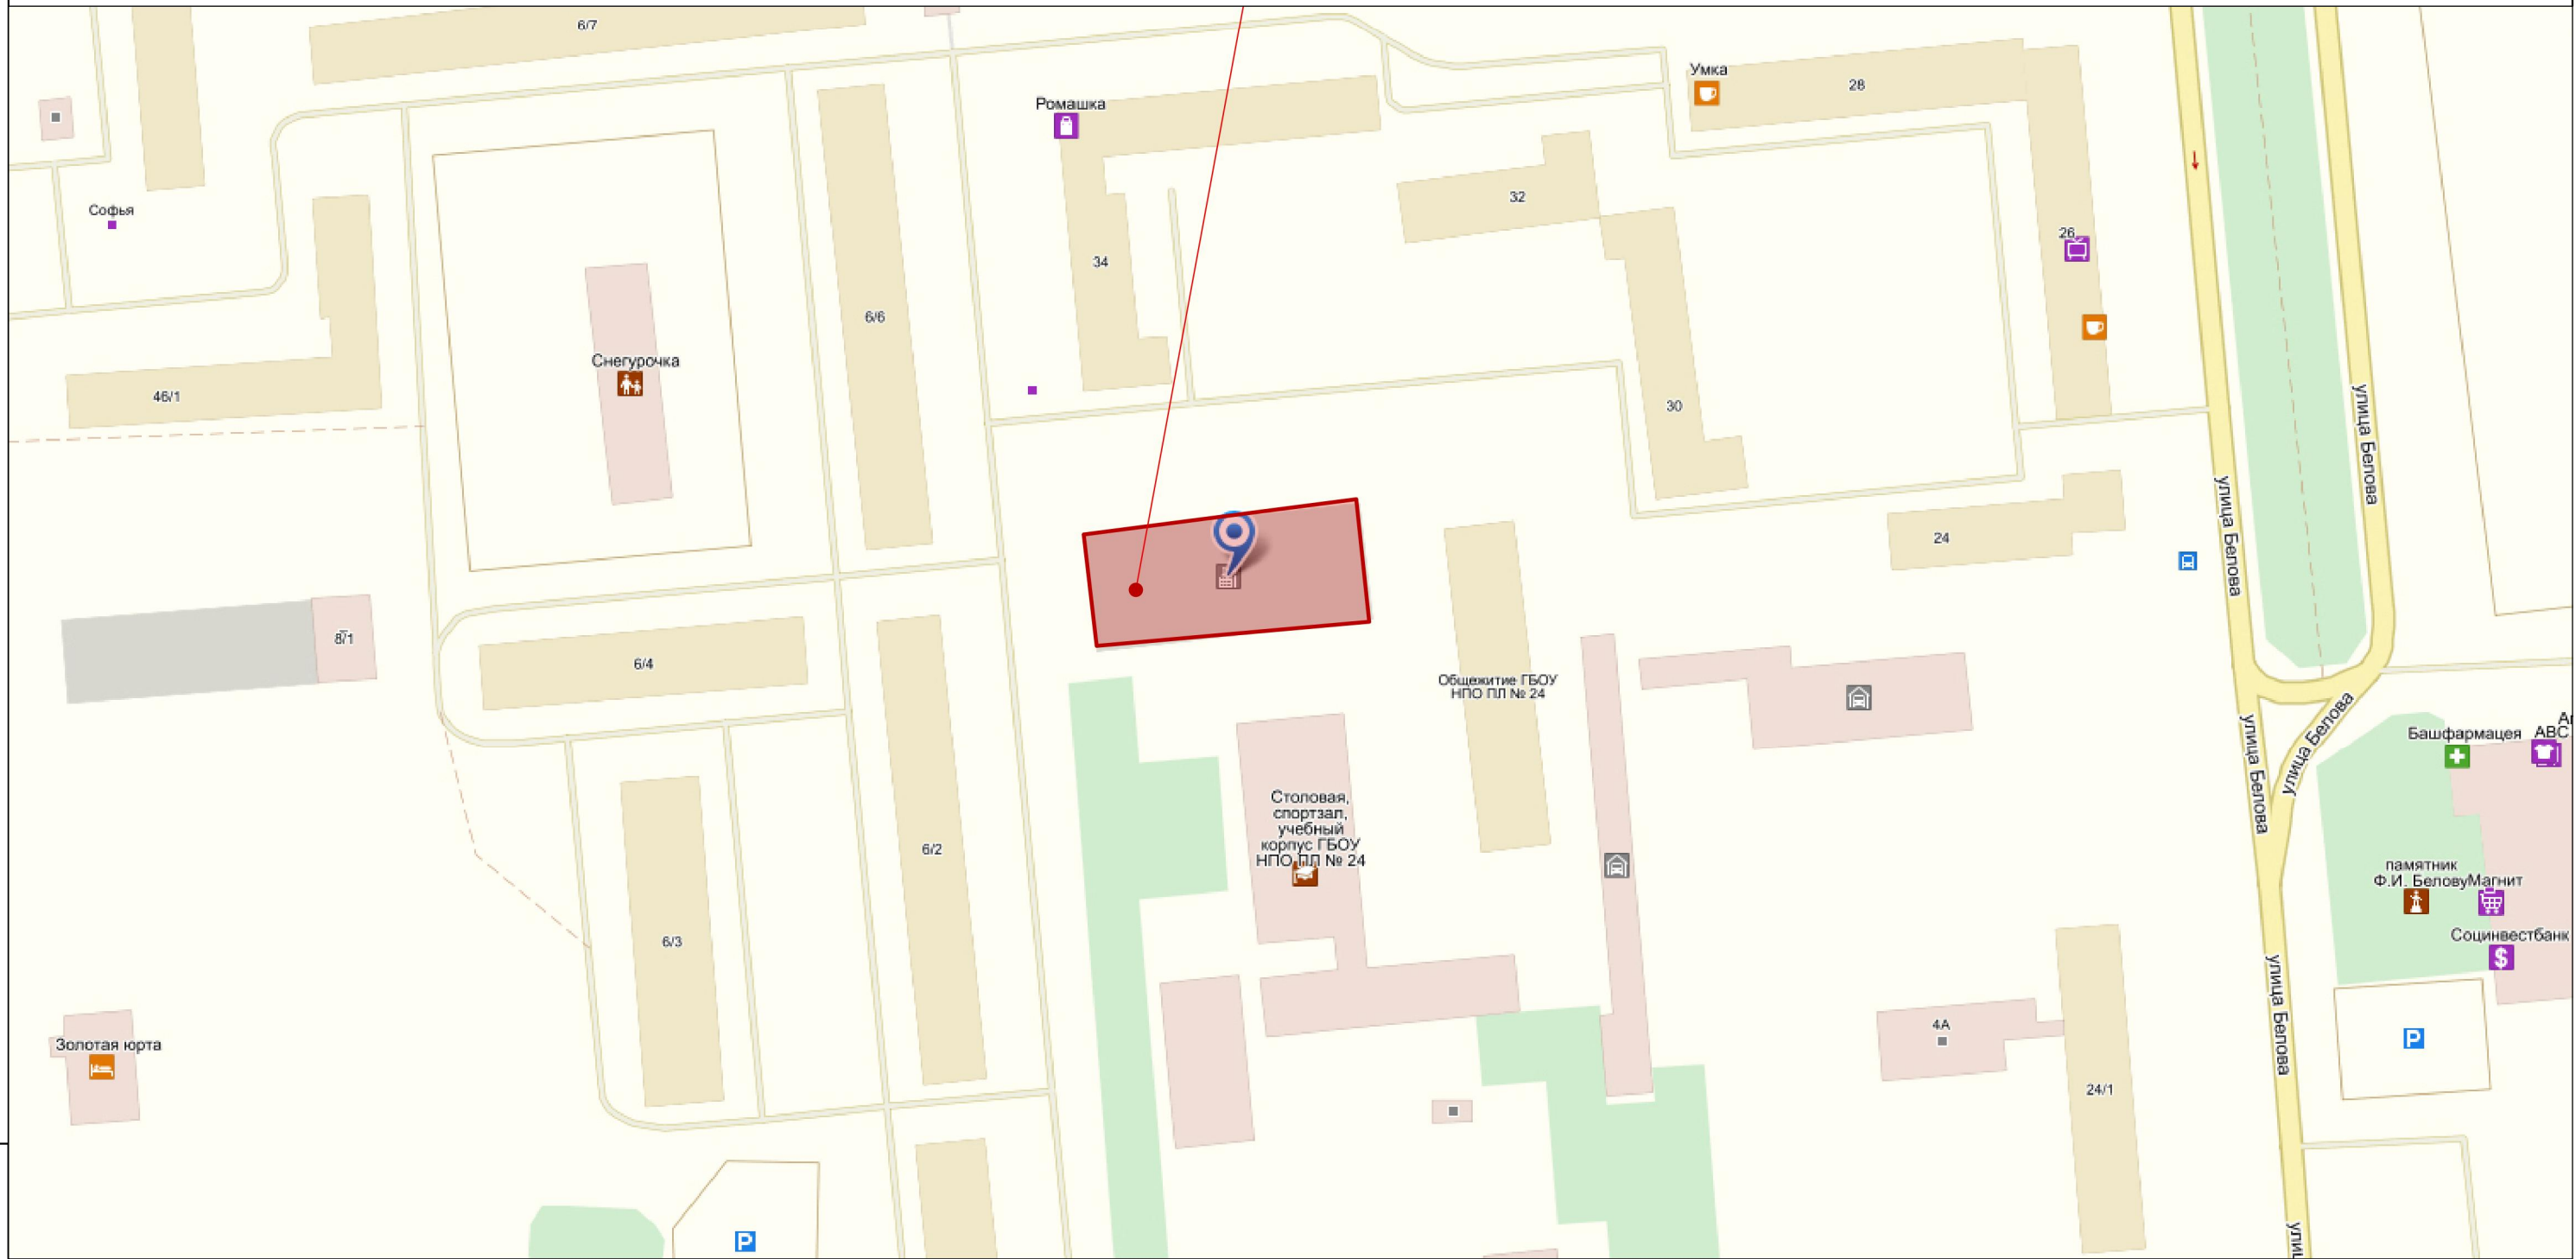 6/7
Умка
28
Ромашка
32
Софья
26
34
6/6
Снегурочка
46/1
30
улица Белова
улица Белова
24
8/1
6/4
Общежитие ГБОУ
НПО ПЛ № 24
улица Белова
улица Белова
Башфармацея
АВС
Столовая,
спортзал,
учебный
корпус ГБОУ
НПО ПЛ № 24
6/2
памятник
Ф.И. Белову
Магнит
6/3
Социнвестбанк
улица Белова
4А
Золотая юрта
24/1
P
P